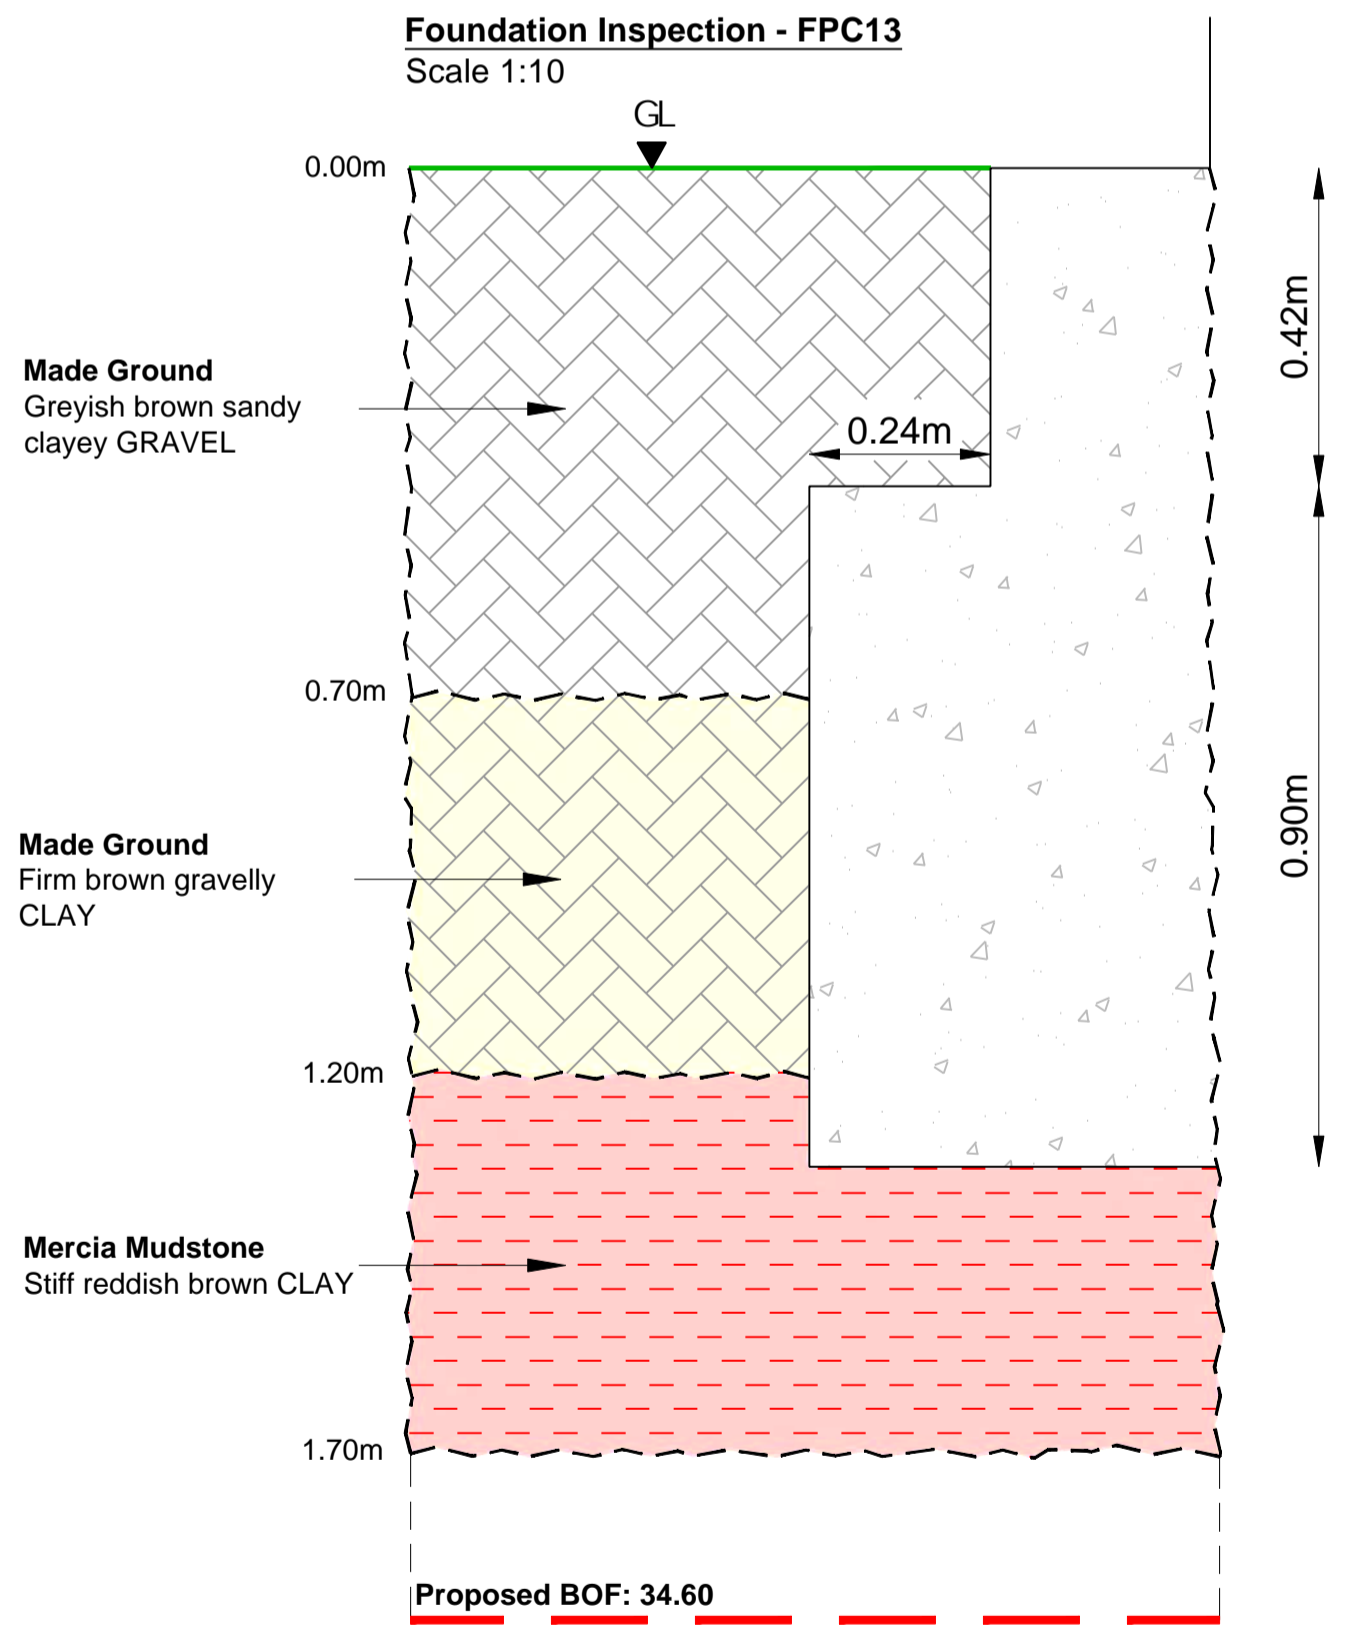 Foundation Inspection - FPC13
Scale 1:10
GL
0.00m
0.42m
Made Ground
Greyish brown sandy
clayey GRAVEL
0.24m
0.70m
0.90m
Made Ground
Firm brown gravelly
CLAY
1.20m
Mercia Mudstone
Stiff reddish brown CLAY
1.70m
Proposed BOF: 34.60